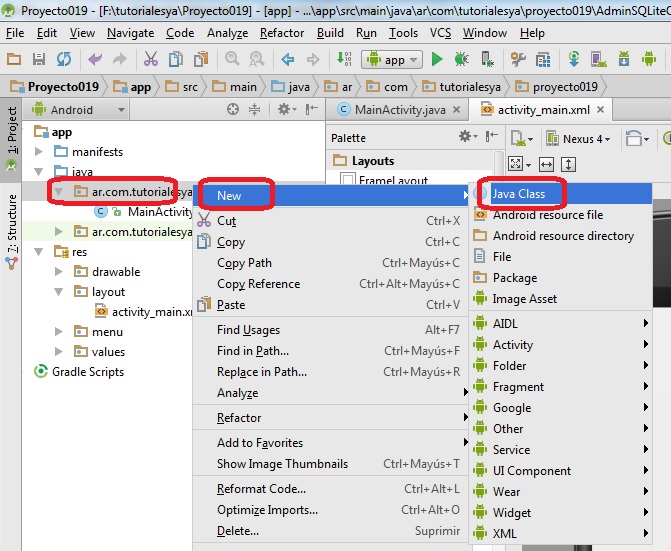 Proyecto019 - [F:\tutorialesya\Proyecto019] - [app] - ...\app\src\main\java\ar\com\tutorialesya\proyecto019\AdminSQLite
File Edit View Navigate Code Analyze Refactor Build Run Tools VCS Window Help
app
Proyecto019 app src main java ar com tutorialesya proyecto019
1: Project
7: Structure
Android
app
manifests
java
ar.com.tutorialesya
MainActivity
ar.com.tutorialesya
res
drawable
layout
activity_main.x
menu
values
Gradle Scripts
MainActivity.java
activity_main.xml
Palette
Nexus 4
Layouts
FrameLayout
New
Cut Ctrl+X
Copy Ctrl+C
Copy Path Ctrl+Mayús+C
Copy Reference Ctrl+Alt+Mayús+C
Paste Ctrl+V
Find Usages Alt+F7
Find in Path... Ctrl+Mayús+F
Replace in Path... Ctrl+Mayús+R
Analyze
Refactor
Add to Favorites
Show Image Thumbnails Ctrl+Mayús+T
Reformat Code... Ctrl+Alt+L
Optimize Imports... Ctrl+Alt+O
Delete... Suprimir
Java Class
Android resource file
Android resource directory
File
Package
Image Asset
AIDL
Activity
Folder
Fragment
Google
Other
Service
UI Component
Wear
Widget
XML